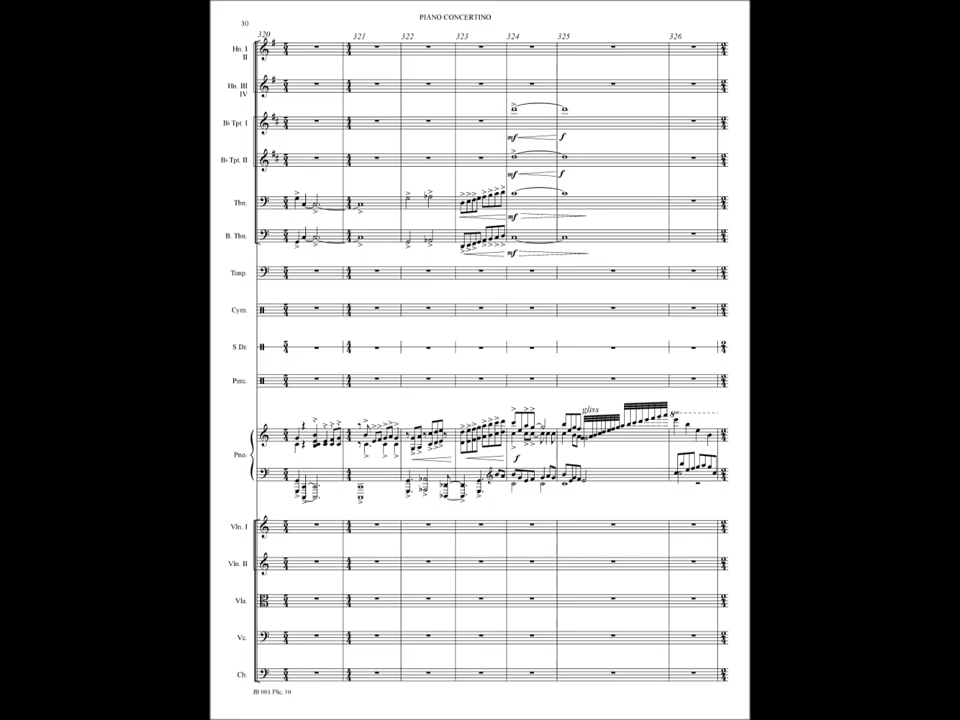 PIANO CONCERTINO
30
320 321 322 323 324 325 326
Hn. I
II
Hn. III
IV
B♭ Tpt. I
mf f
B♭ Tpt. II
mf f
Tbn.
mf
B. Tbn.
mf
Timp.
Cym.
S.Dr.
Perc.
gliss
8va
Pno.
f
Vln. I
Vln. II
Vla.
Vc.
Cb.
JB 001 FSc. 30